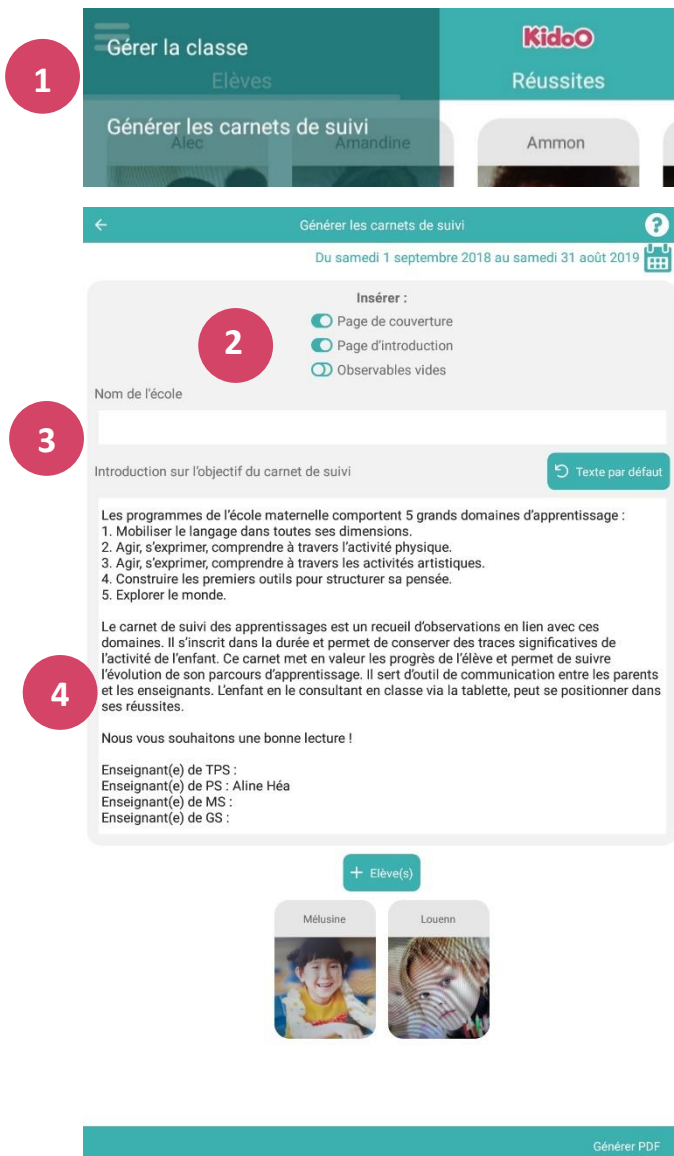 1
Gérer la classe
KidoO
Elèves
Réussites
Générer les carnets de suivi
Alec
Amandine
Ammon
Générer les carnets de suivi
?
Du samedi 1 septembre 2018 au samedi 31 août 2019
Insérer :
2
Page de couverture
Page d'introduction
Observables vides
Nom de l'école
3
Introduction sur l'objectif du carnet de suivi
Texte par défaut
Les programmes de l'école maternelle comportent 5 grands domaines d'apprentissage :
1. Mobiliser le langage dans toutes ses dimensions.
2. Agir, s'exprimer, comprendre à travers l'activité physique.
3. Agir, s'exprimer, comprendre à travers les activités artistiques.
4. Construire les premiers outils pour structurer sa pensée.
5. Explorer le monde.
Le carnet de suivi des apprentissages est un recueil d'observations en lien avec ces
domaines. Il s'inscrit dans la durée et permet de conserver des traces significatives de
l'activité de l'enfant. Ce carnet met en valeur les progrès de l'élève et permet de suivre
l'évolution de son parcours d'apprentissage. Il sert d'outil de communication entre les parents
4
et les enseignants. L'enfant en le consultant en classe via la tablette, peut se positionner dans
ses réussites.
Nous vous souhaitons une bonne lecture !
Enseignant(e) de TPS :
Enseignant(e) de PS : Aline Héa
Enseignant(e) de MS :
Enseignant(e) de GS :
+ Elève(s)
Mélusine
Louenn
Générer PDF